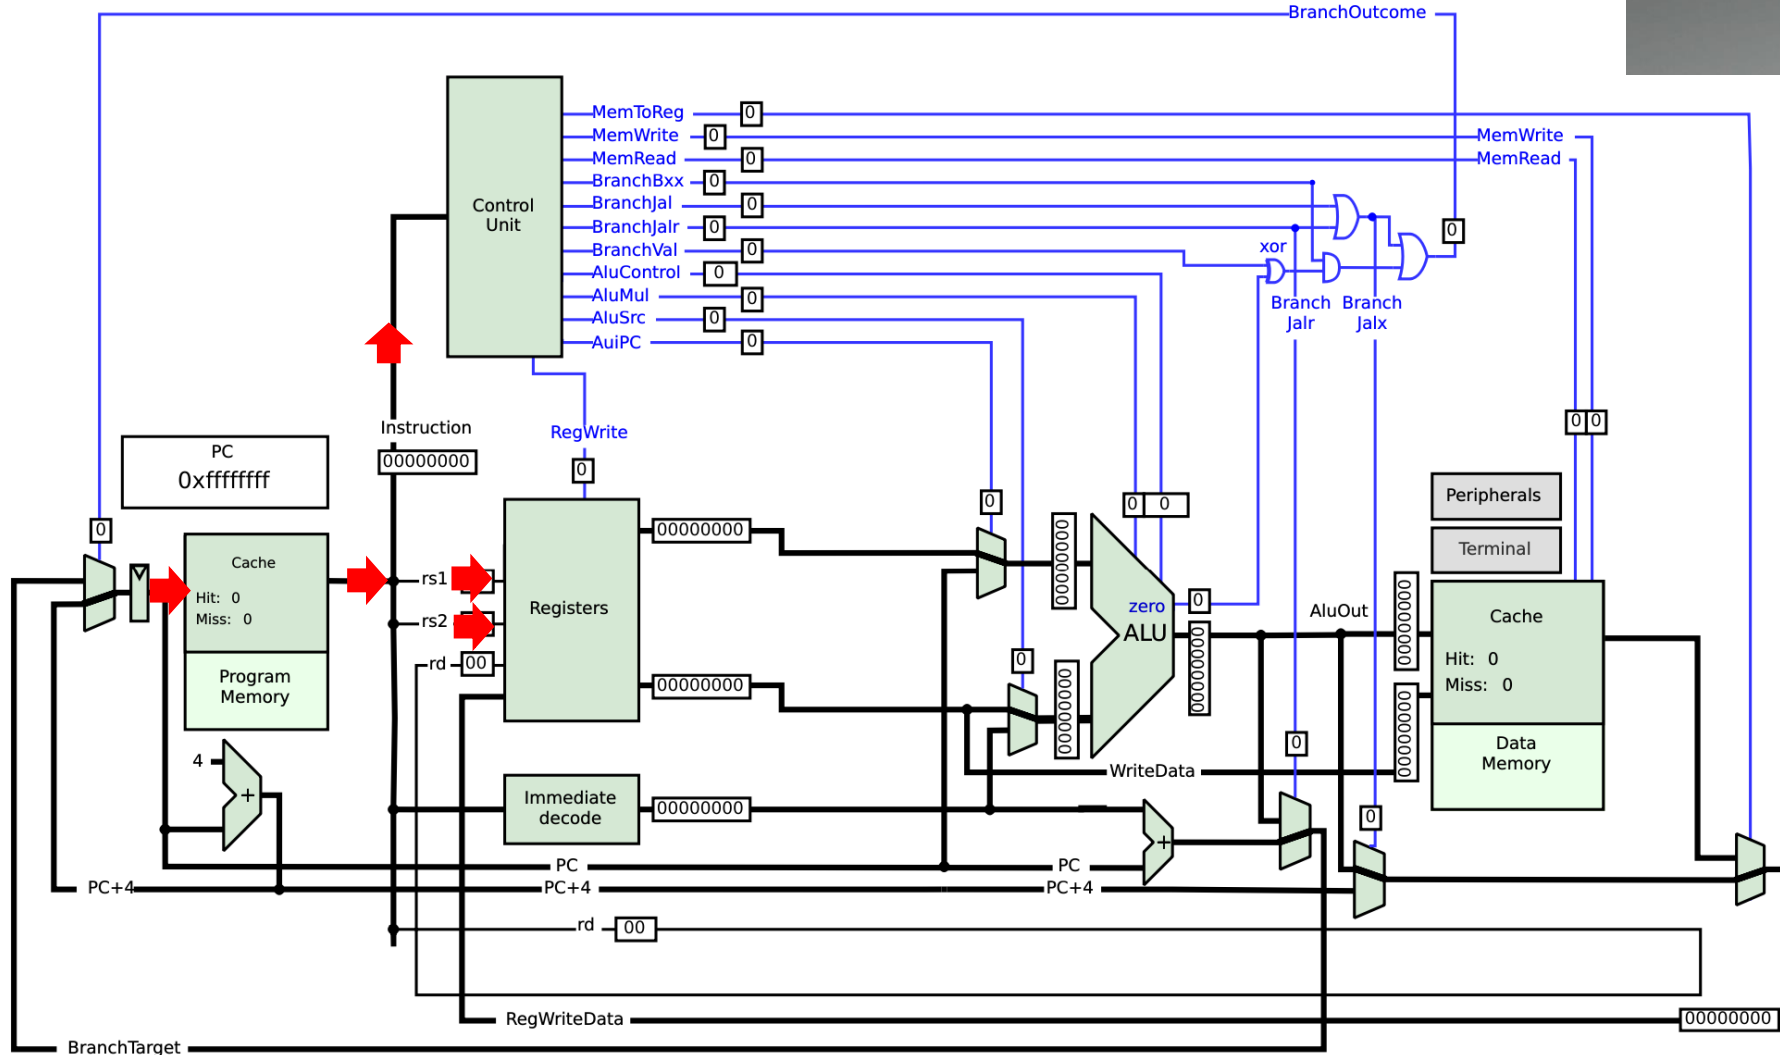 BranchOutcome
MemToReg 0
MemWrite 0 MemWrite
MemRead 0 MemRead
BranchBxx 0
BranchJal 0
BranchJalr 0
BranchVal 0
AluControl 0
AluMul 0
AluSrc 0
AuiPC 0
Control
Unit
0
xor
Branch
Jalr
Branch
Jalx
Instruction
00000000
RegWrite
0
PC
0xffffffff
0
Cache
Hit: 0
Miss: 0
Program
Memory
rs1
rs2
rd 00
Registers
00000000
00000000
0
0
00000000
00000000
0 0
zero 0
ALU
00000000
AluOut
0 0
Peripherals
Terminal
00000000
00000000
Cache
Hit: 0
Miss: 0
Data
Memory
WriteData
0
0
4
+
Immediate
decode
00000000
+
PC PC
PC+4 PC+4 PC+4
rd 00
RegWriteData
00000000
BranchTarget